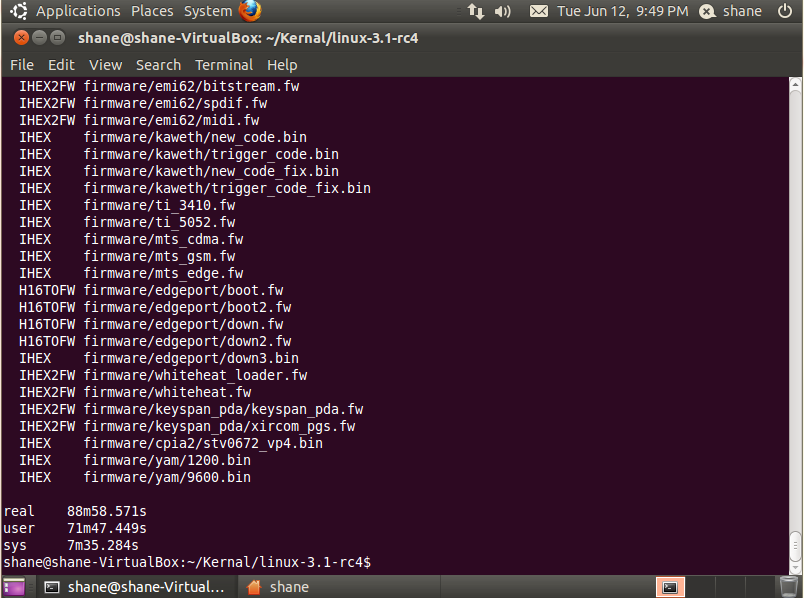 Applications Places System Tue Jun 12, 9:49 PM shane
shane@shane-VirtualBox: ~/Kernal/linux-3.1-rc4
File Edit View Search Terminal Help
IHEX2FW firmware/emi62/bitstream.fw
IHEX2FW firmware/emi62/spdif.fw
IHEX2FW firmware/emi62/midi.fw
IHEX firmware/kaweth/new_code.bin
IHEX firmware/kaweth/trigger_code.bin
IHEX firmware/kaweth/new_code_fix.bin
IHEX firmware/kaweth/trigger_code_fix.bin
IHEX firmware/ti_3410.fw
IHEX firmware/ti_5052.fw
IHEX firmware/mts_cdma.fw
IHEX firmware/mts_gsm.fw
IHEX firmware/mts_edge.fw
H16TOFW firmware/edgeport/boot.fw
H16TOFW firmware/edgeport/boot2.fw
H16TOFW firmware/edgeport/down.fw
H16TOFW firmware/edgeport/down2.fw
IHEX firmware/edgeport/down3.bin
IHEX2FW firmware/whiteheat_loader.fw
IHEX2FW firmware/whiteheat.fw
IHEX2FW firmware/keyspan_pda/keyspan_pda.fw
IHEX2FW firmware/keyspan_pda/xircom_pgs.fw
IHEX firmware/cpia2/stv0672_vp4.bin
IHEX firmware/yam/1200.bin
IHEX firmware/yam/9600.bin
real 88m58.571s
user 71m47.449s
sys 7m35.284s
shane@shane-VirtualBox:~/Kernal/linux-3.1-rc4$
shane@shane-Virtual... shane